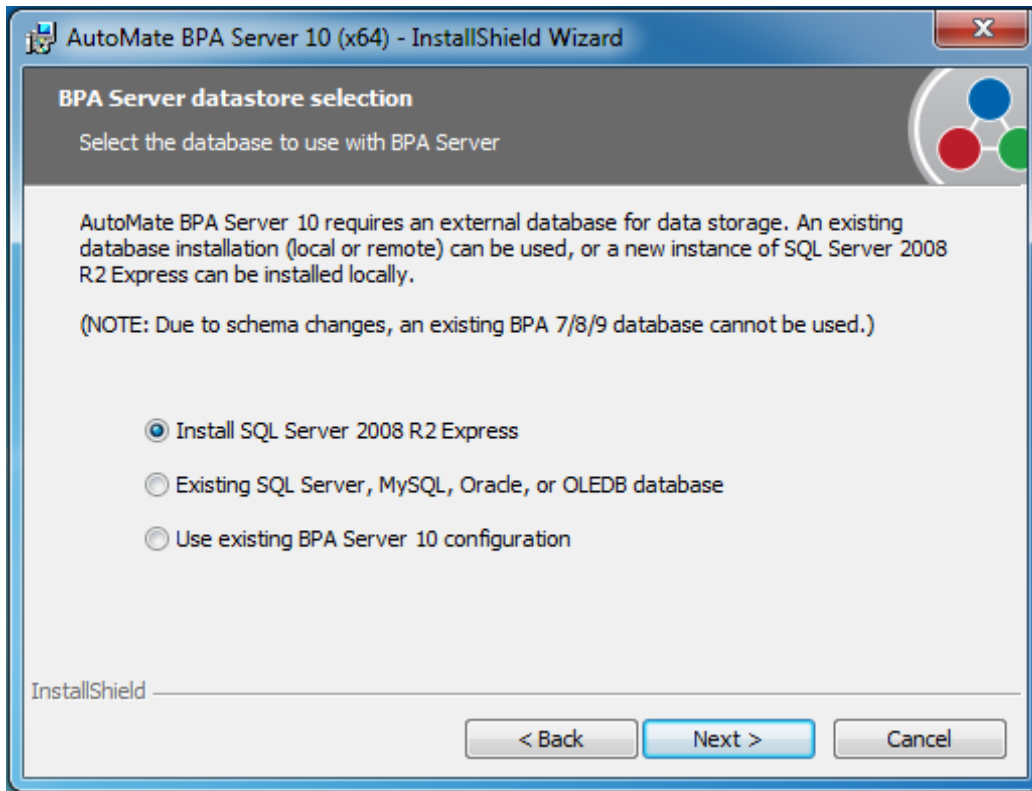 AutoMate BPA Server 10 (x64) - InstallShield Wizard
BPA Server datastore selection
Select the database to use with BPA Server
AutoMate BPA Server 10 requires an external database for data storage. An existing
database installation (local or remote) can be used, or a new instance of SQL Server 2008
R2 Express can be installed locally.
(NOTE: Due to schema changes, an existing BPA 7/8/9 database cannot be used.)
Install SQL Server 2008 R2 Express
Existing SQL Server, MySQL, Oracle, or OLEDB database
Use existing BPA Server 10 configuration
InstallShield
< Back Next > Cancel